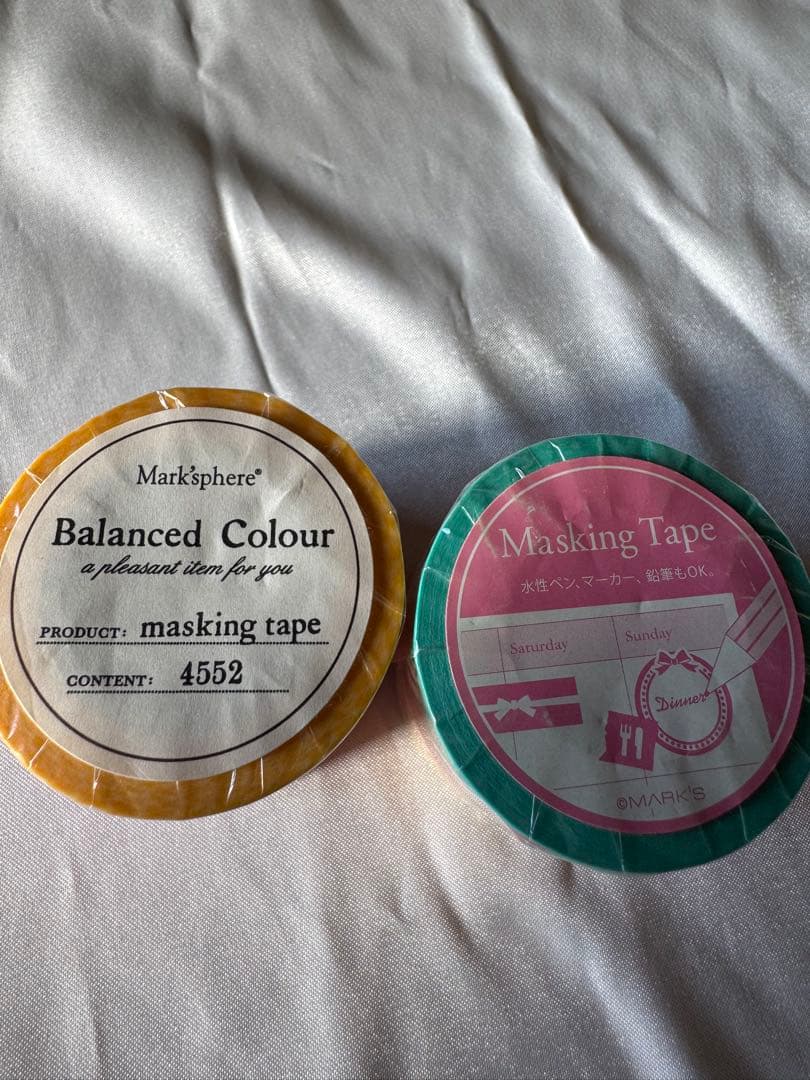 Mark'sphere®
Balanced Colour
a pleasant item for you
PRODUCT: masking tape
CONTENT: 4552
Masking Tape
水性ペン、マーカー、鉛筆もOK。
Saturday
Sunday
Dinner
©MARK'S